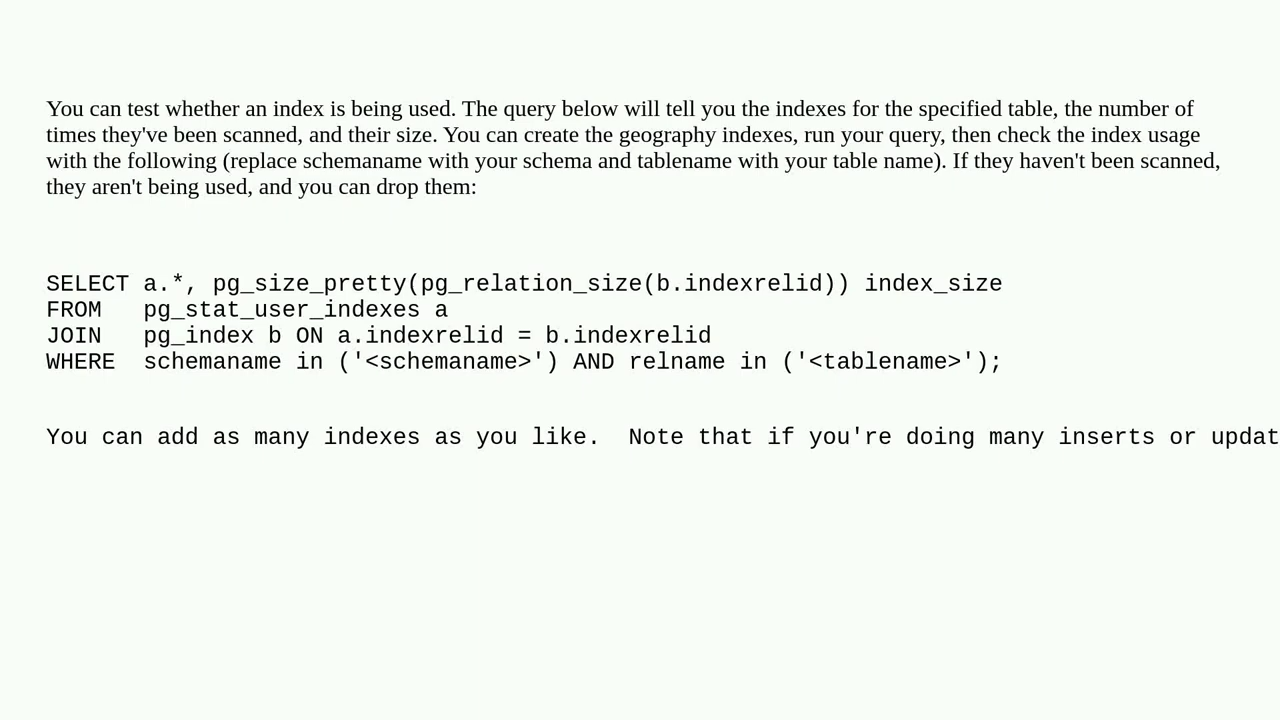 You can test whether an index is being used. The query below will tell you the indexes for the specified table, the number of
times they've been scanned, and their size. You can create the geography indexes, run your query, then check the index usage
with the following (replace schemaname with your schema and tablename with your table name). If they haven't been scanned,
they aren't being used, and you can drop them:
SELECT a.*, pg_size_pretty(pg_relation_size(b.indexrelid)) index_size
FROM   pg_stat_user_indexes a
JOIN   pg_index b ON a.indexrelid = b.indexrelid
WHERE  schemaname in ('<schemaname>') AND relname in ('<tablename>');
You can add as many indexes as you like.  Note that if you're doing many inserts or updat